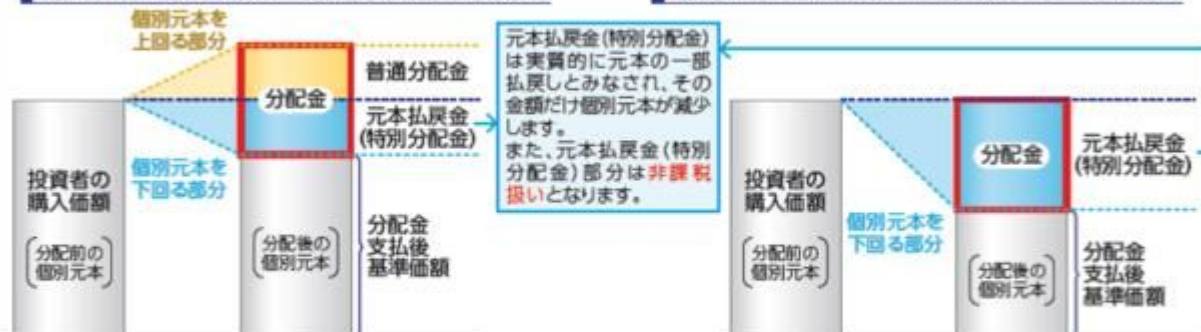 個別元本を
上回る部分
分配金
普通分配金
元本払戻金
(特別分配金)
個別元本を
下回る部分
投資者の
購入価額
(分配前の
個別元本)
(分配後の
個別元本)
分配金
支払後
基準価額
元本払戻金(特別分配金)
は実質的に元本の一部
払戻しとみなされ、その
金額だけ個別元本が減少
します。
また、元本払戻金(特別
分配金)部分は非課税
扱いとなります。
投資者の
購入価額
(分配前の
個別元本)
個別元本を
下回る部分
分配金
元本払戻金
(特別分配金)
(分配後の
個別元本)
分配金
支払後
基準価額